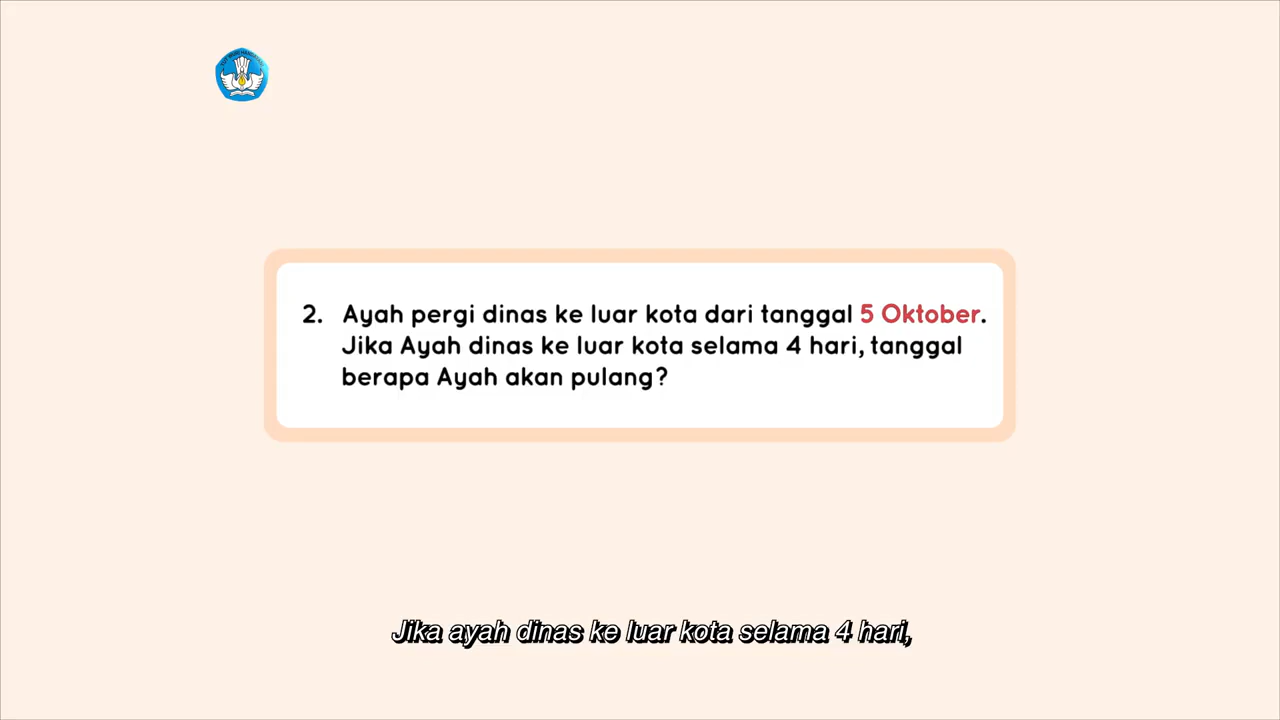 2. Ayah pergi dinas ke luar kota dari tanggal 5 Oktober.
Jika Ayah dinas ke luar kota selama 4 hari, tanggal
berapa Ayah akan pulang?
Jika ayah dinas ke luar kota selama 4 hari,